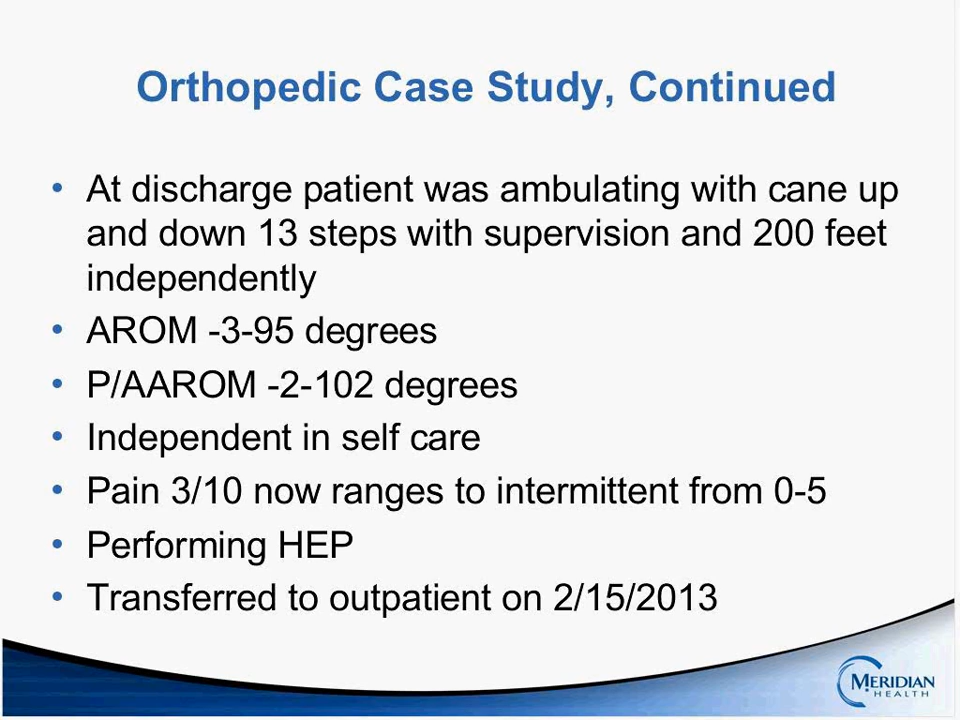 Orthopedic Case Study, Continued
• At discharge patient was ambulating with cane up
and down 13 steps with supervision and 200 feet
independently
• AROM -3-95 degrees
• P/AAROM -2-102 degrees
• Independent in self care
• Pain 3/10 now ranges to intermittent from 0-5
• Performing HEP
• Transferred to outpatient on 2/15/2013
MERIDIAN
HEALTH